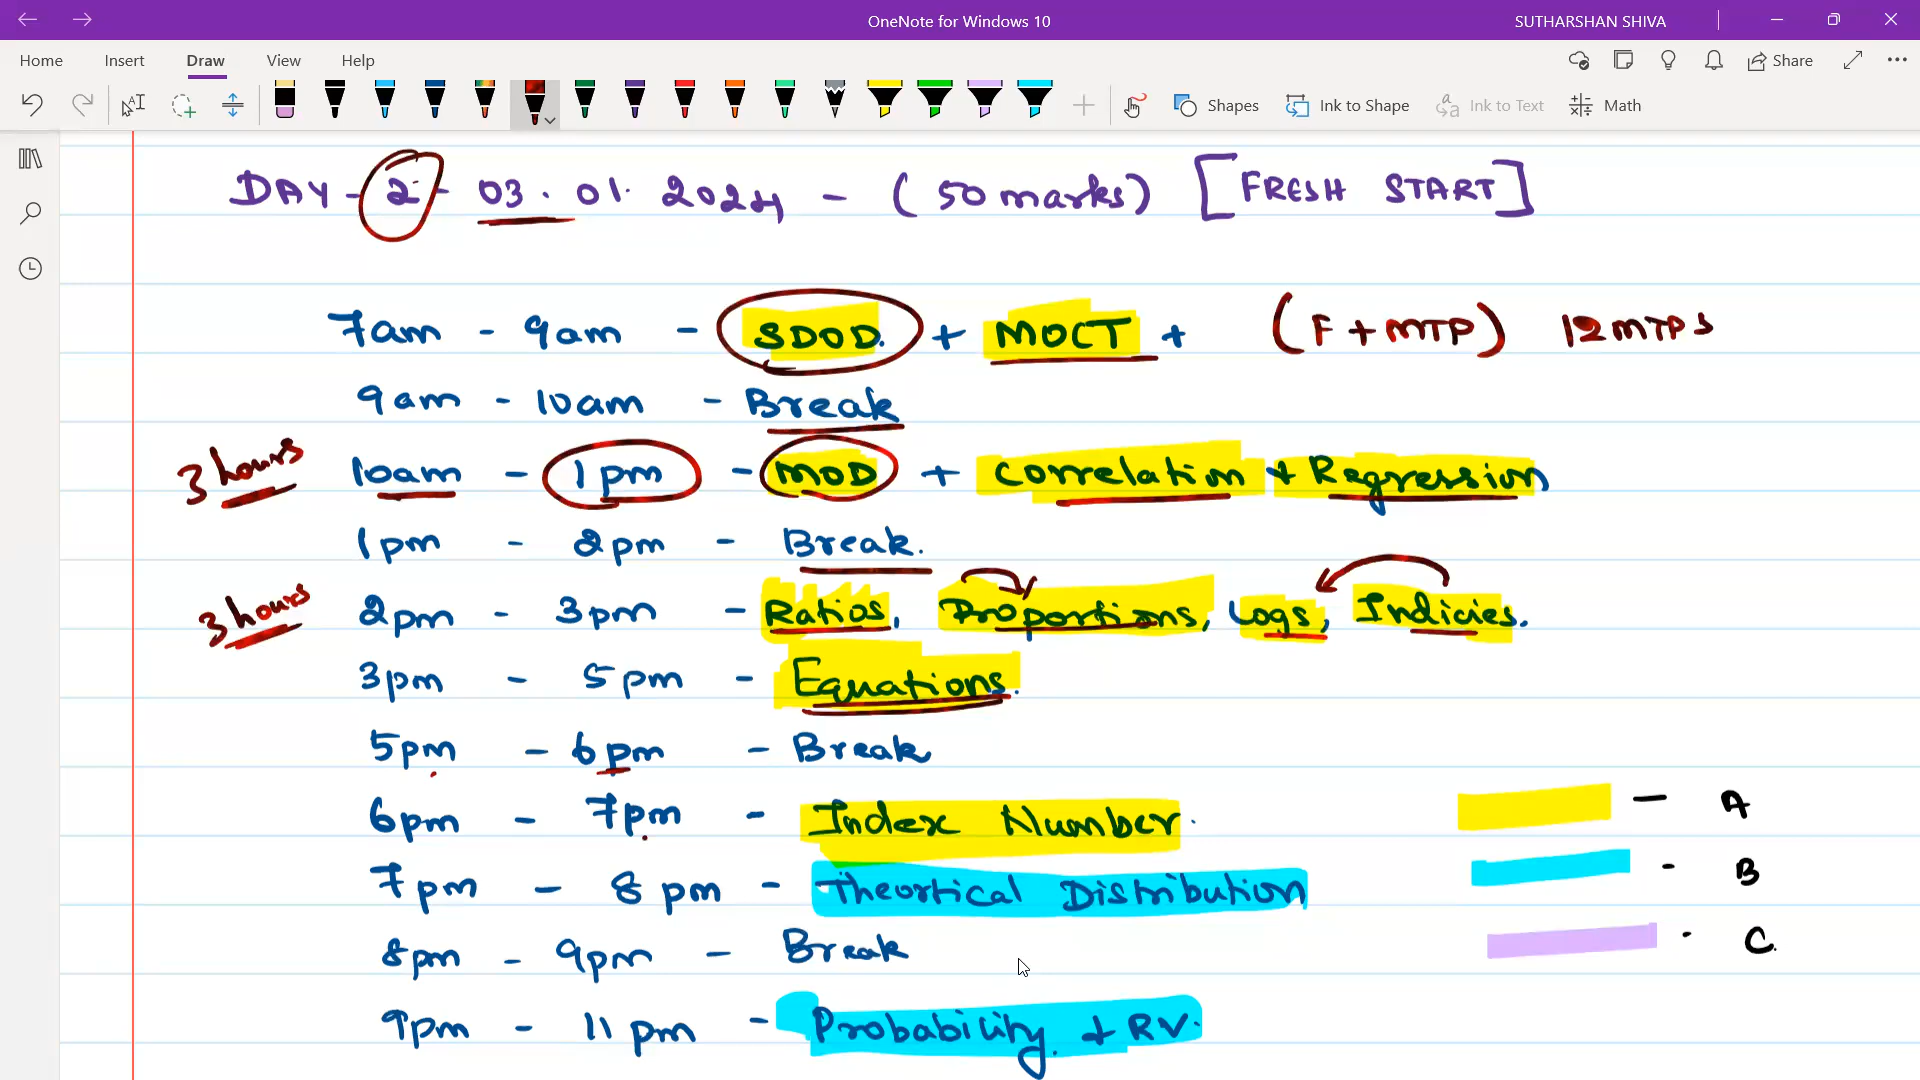 OneNote for Windows 10
SUTHARSHAN SHIVA
Home Insert Draw View Help
Share
Shapes Ink to Shape Ink to Text Math
DAY - 2 - 03.01.2024 - (50 marks) [FRESH START]
7am - 9am - SDOD. + MOCT + (F + MTP) 12 MTPs
9am - 10am - Break
3 hours 10am - 1pm - MOD + Correlation + Regression
1pm - 2pm - Break.
3 hours 2pm - 3pm - Ratios, Proportions, Logs, Indicies.
3pm - 5pm - Equations.
5pm - 6pm - Break
6pm - 7pm - Index Number.
— A
7pm - 8pm - Theortical Distribution
- B
8pm - 9pm - Break
- C.
9pm - 11pm - Probability. + RV.